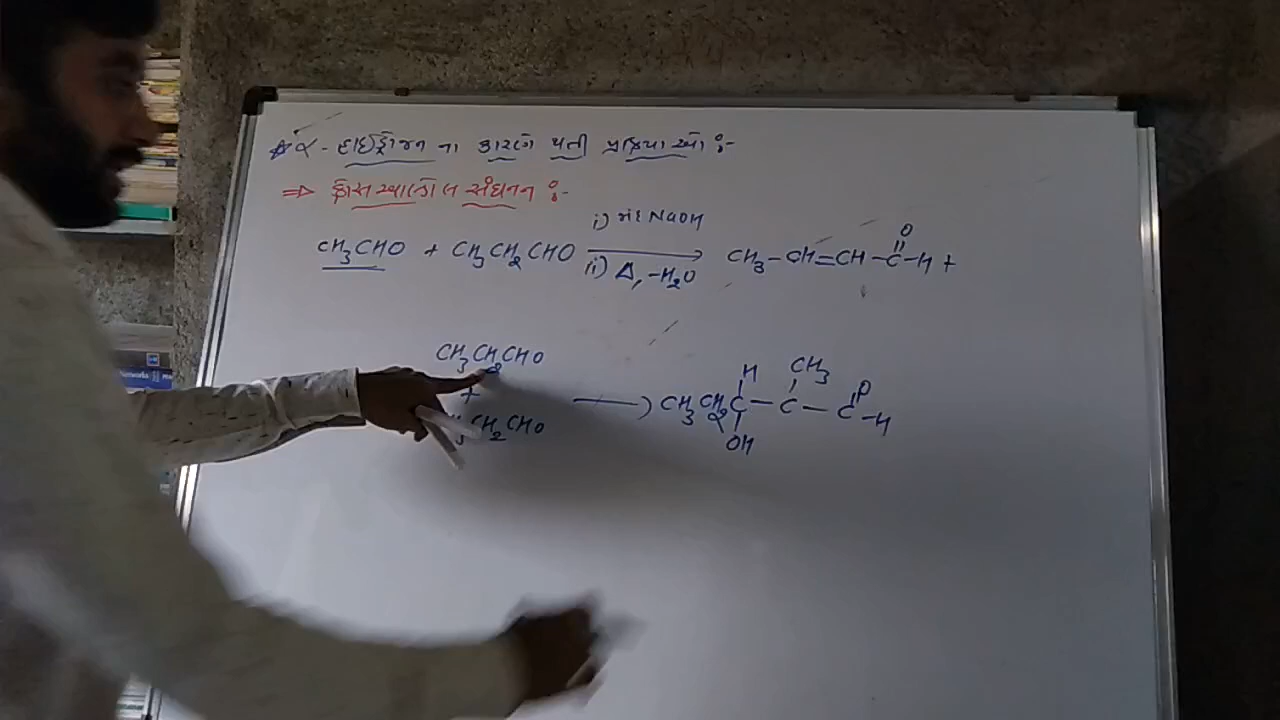 α - હાઈડ્રોજન ના કારણે થતી પ્રક્રિયાઓ :-
⇒ ક્રોસ આલ્ડોલ સંઘનન :-
i) મંદ NaOH
CH₃CHO + CH₃CH₂CHO ⟶ CH₃-CH=CH-C(=O)-H +
ii) Δ, -H₂O
CH₃CH₂CHO
+ ⟶ CH₃CH₂C(H)(OH)-C(CH₃)-C(=O)-H
CH₂CHO